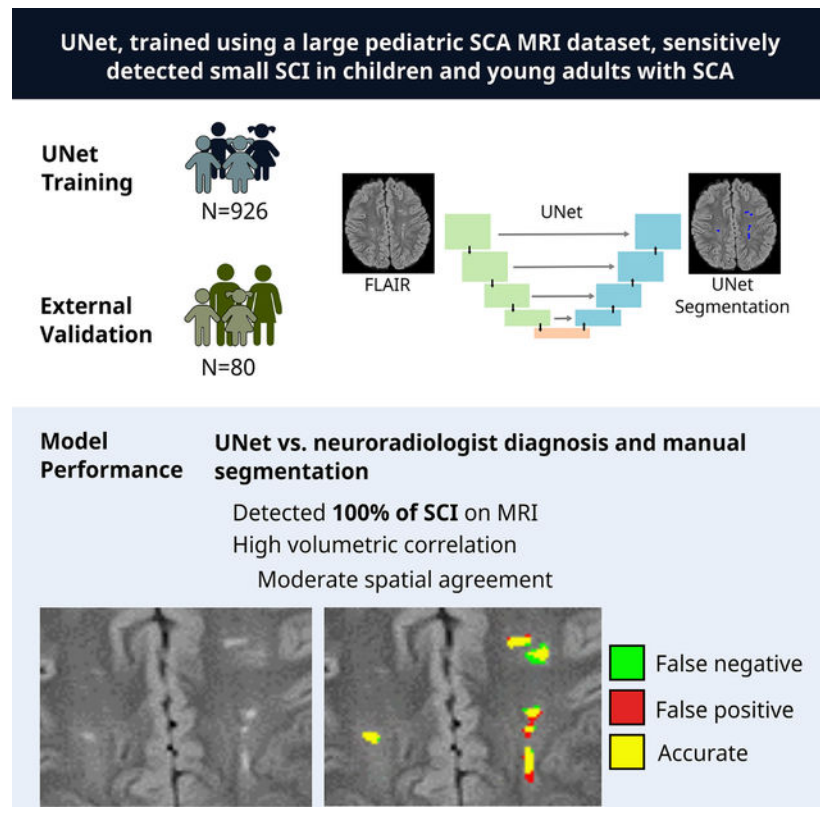 UNet, trained using a large pediatric SCA MRI dataset, sensitively
detected small SCI in children and young adults with SCA
UNet
Training
N=926
External
Validation
N=80
UNet
FLAIR
UNet
Segmentation
Model
Performance
UNet vs. neuroradiologist diagnosis and manual
segmentation
Detected 100% of SCI on MRI
High volumetric correlation
Moderate spatial agreement
False negative
False positive
Accurate